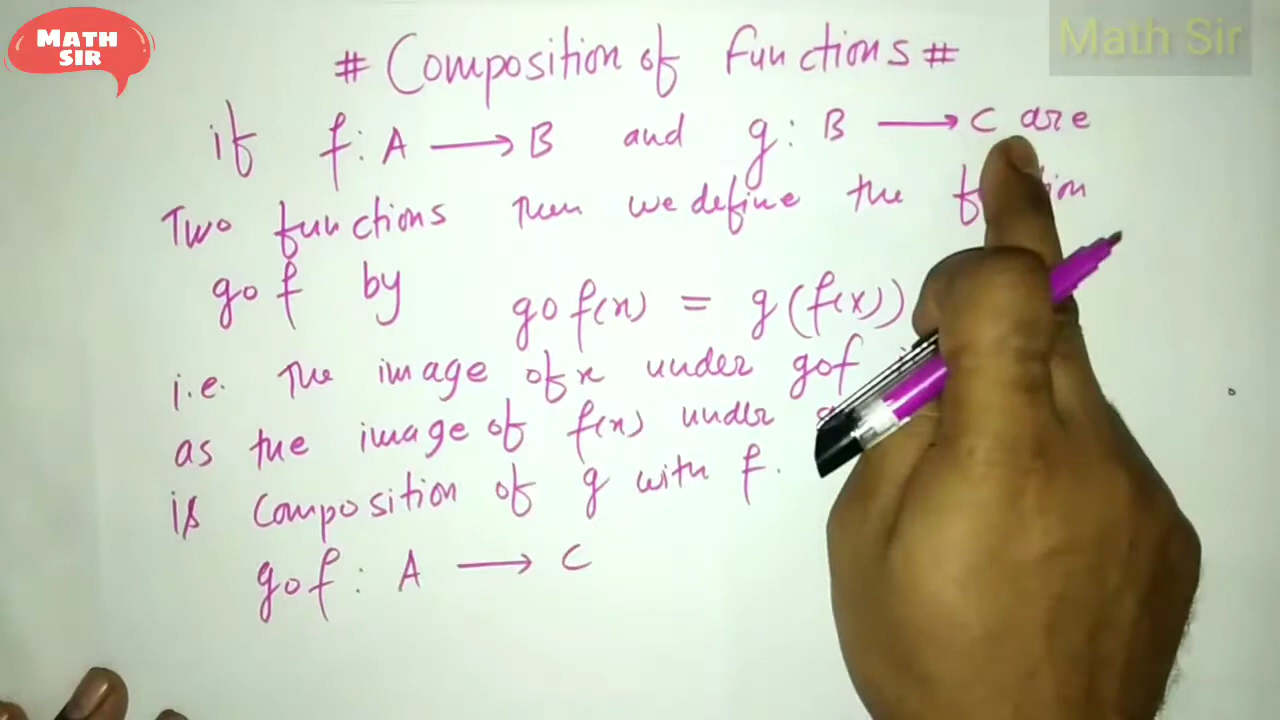 MATH
SIR
Math Sir
# Composition of functions #
if f: A → B and g: B → C are
Two functions then we define the
gof by gof(x) = g(f(x))
i.e. The image of x under gof
as the image of f(x) under
is composition of g with f.
gof: A → C